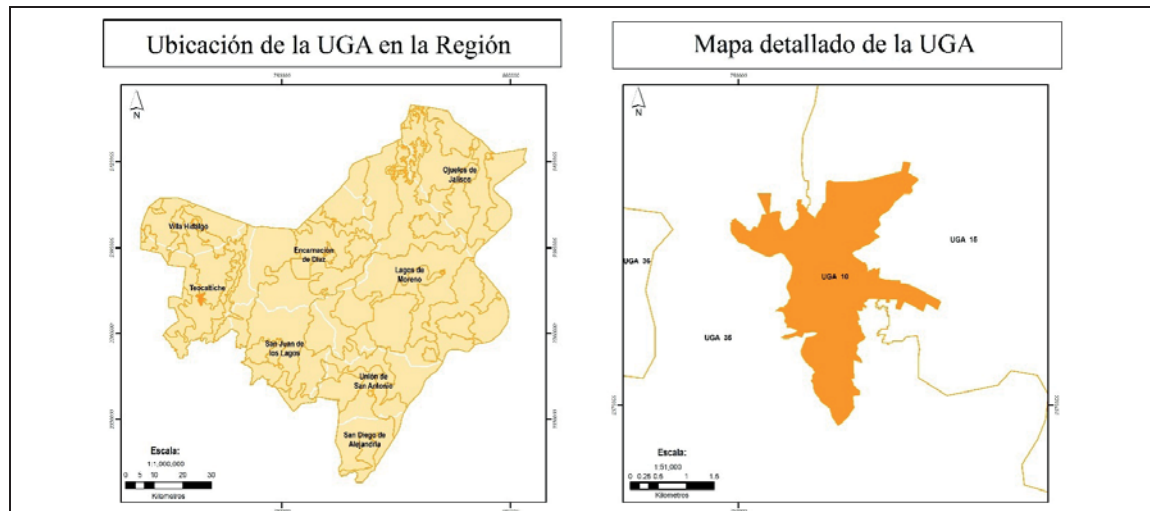 Ubicación de la UGA en la Región
Mapa detallado de la UGA
N
Ojuelos de
Jalisco
Villa Hidalgo
Encarnación
de Díaz
Lagos de
Moreno
Teocaltiche
San Juan de
los Lagos
Unión de
San Antonio
San Diego de
Alejandría
Escala:
1:1,000,000
0 5 10 20 30
Kilometros
N
UGA 15
UGA 36
UGA 10
UGA 35
Escala:
1:51,000
0 0.25 0.5 1 1.5
Kilometros